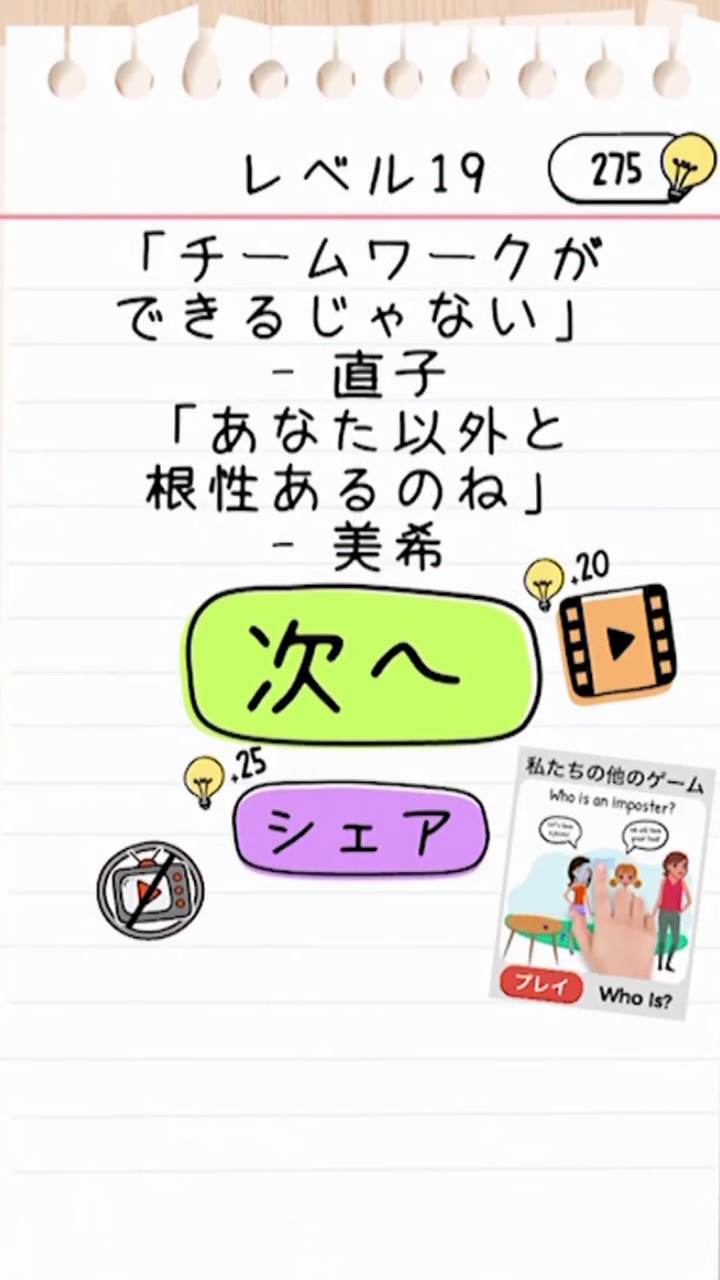 レベル19
275
「チームワークが
できるじゃない」
- 直子
「あなた以外と
根性あるのね」
- 美希
+20
次へ
+25
シェア
私たちの他のゲーム
Who is an imposter?
プレイ
Who Is?